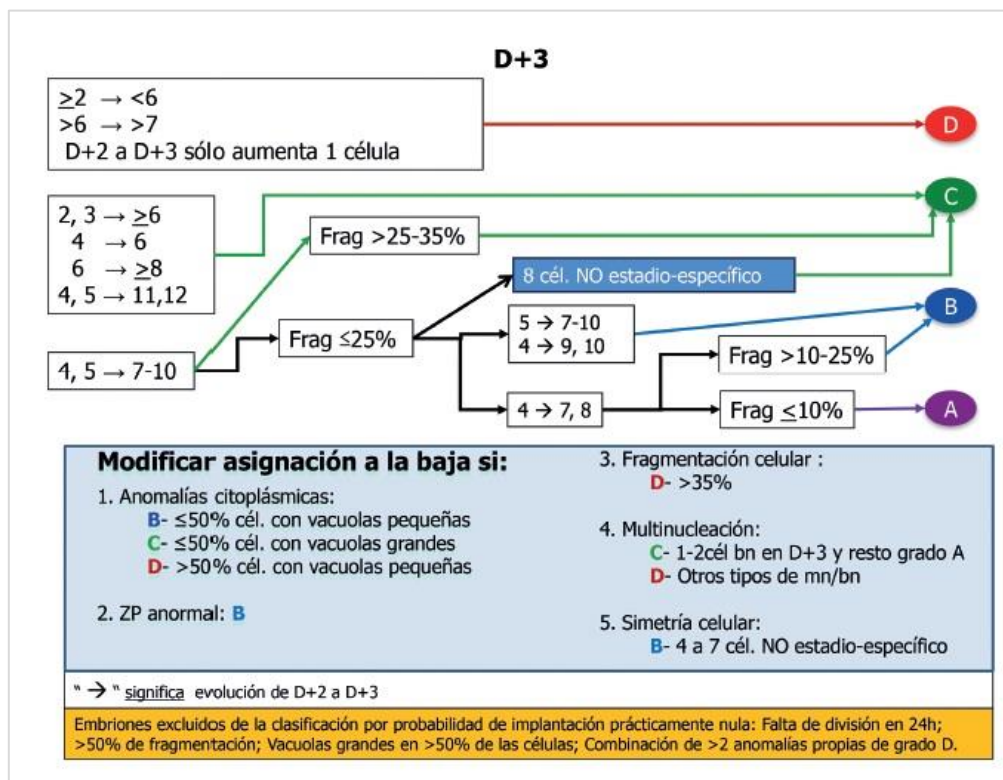 D+3
≥2 → <6
>6 → >7
D+2 a D+3 sólo aumenta 1 célula
D
2, 3 → ≥6
4 → 6
6 → ≥8
4, 5 → 11,12
C
Frag >25-35%
8 cél. NO estadio-específico
B
4, 5 → 7-10
Frag ≤25%
5 → 7-10
4 → 9, 10
Frag >10-25%
4 → 7, 8
Frag ≤10%
A
Modificar asignación a la baja si:
1. Anomalías citoplásmicas:
B- ≤50% cél. con vacuolas pequeñas
C- ≤50% cél. con vacuolas grandes
D- >50% cél. con vacuolas pequeñas
2. ZP anormal: B
3. Fragmentación celular :
D- >35%
4. Multinucleación:
C- 1-2cél bn en D+3 y resto grado A
D- Otros tipos de mn/bn
5. Simetría celular:
B- 4 a 7 cél. NO estadio-específico
" → " significa evolución de D+2 a D+3
Embriones excluidos de la clasificación por probabilidad de implantación prácticamente nula: Falta de división en 24h;
>50% de fragmentación; Vacuolas grandes en >50% de las células; Combinación de >2 anomalías propias de grado D.